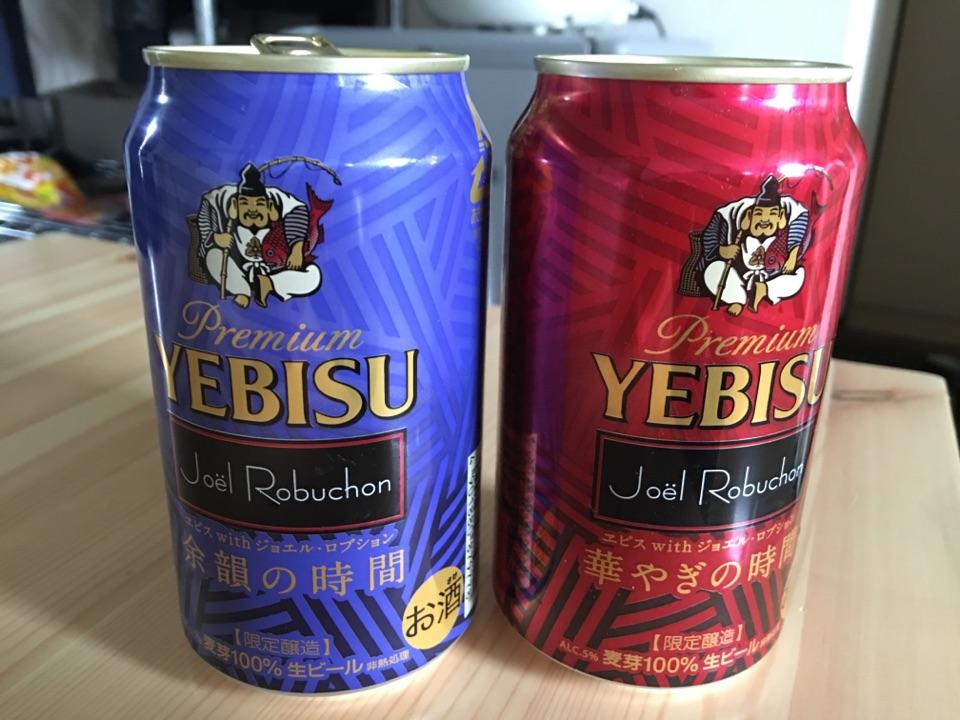 Premium
YEBISU
Joël Robuchon
ヱビス with ジョエル・ロブション
余韻の時間
お酒
【限定醸造】
麦芽100% 生ビール 非熱処理
Premium
YEBISU
Joël Robuchon
ヱビス with ジョエル・ロブション
華やぎの時間
【限定醸造】
ALC.5% 麦芽100% 生ビール